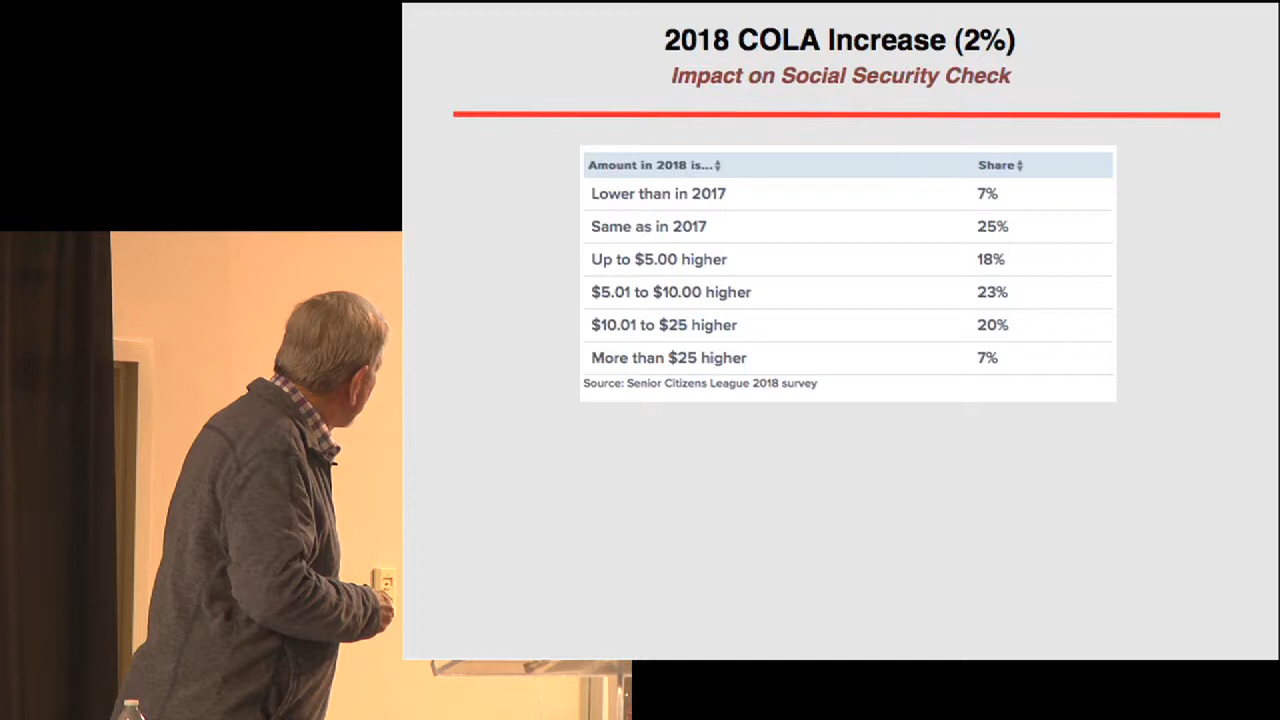 2018 COLA Increase (2%)
Impact on Social Security Check
Amount in 2018 is... Share
Lower than in 2017 7%
Same as in 2017 25%
Up to $5.00 higher 18%
$5.01 to $10.00 higher 23%
$10.01 to $25 higher 20%
More than $25 higher 7%
Source: Senior Citizens League 2018 survey